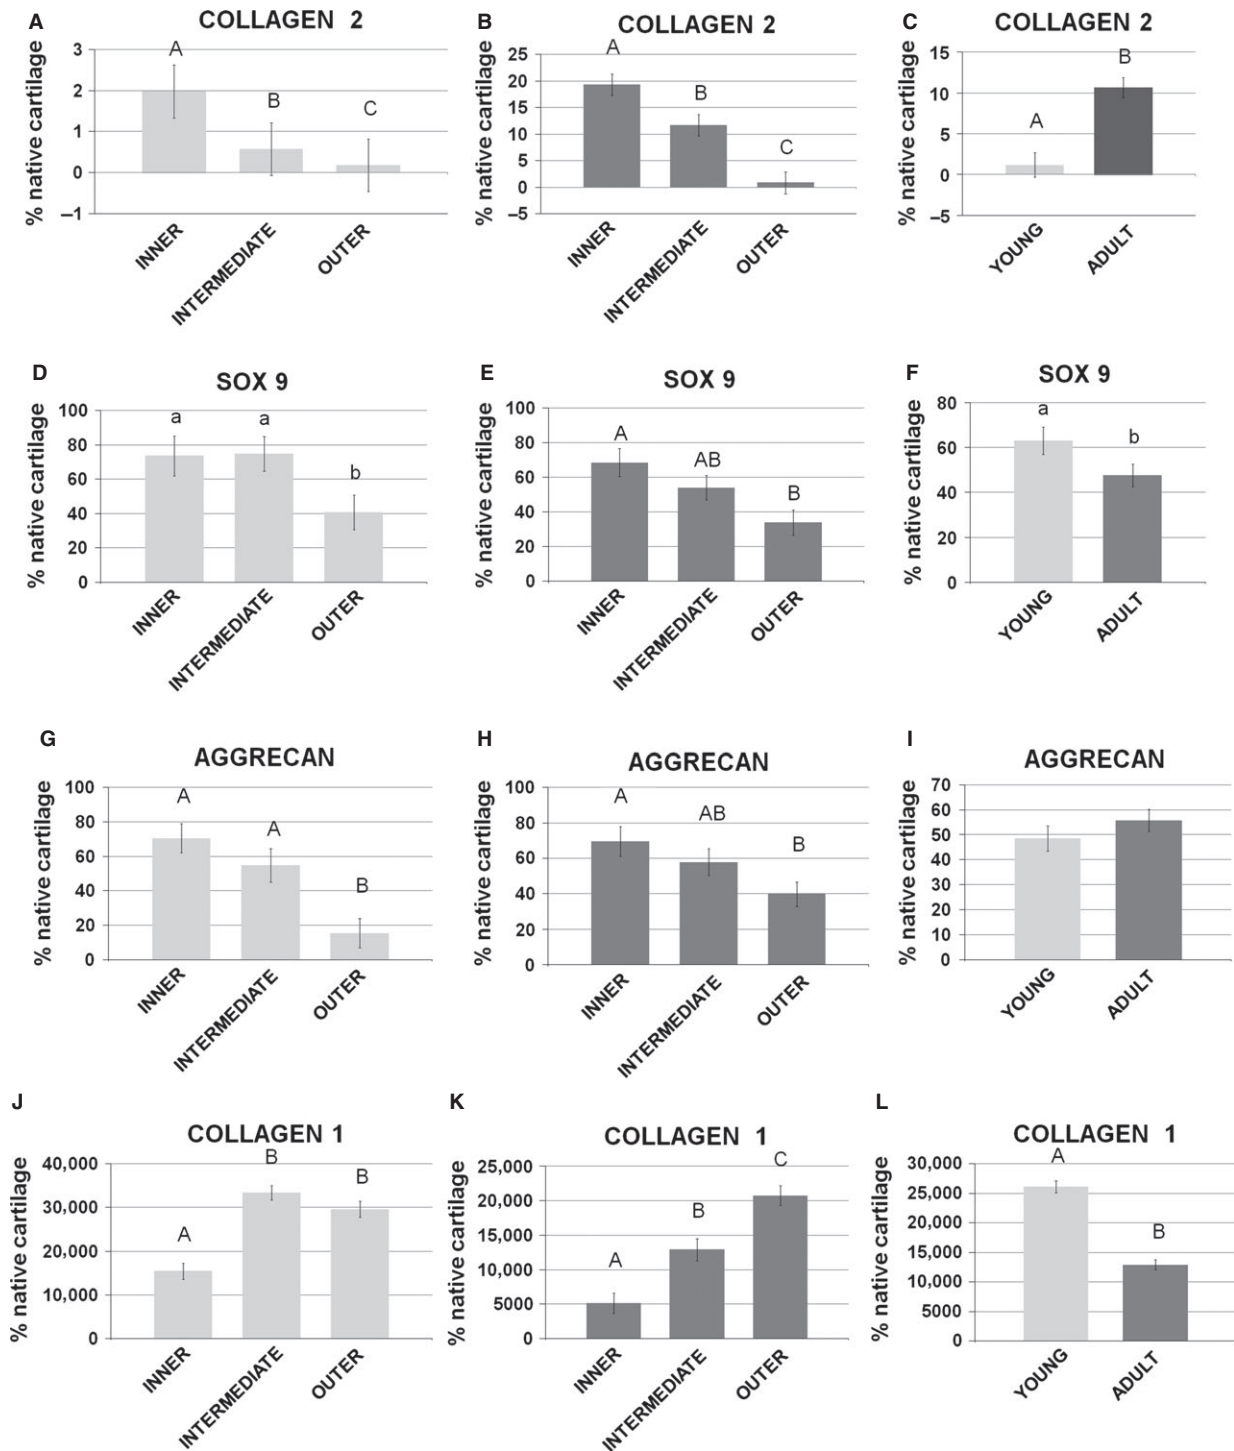 A
COLLAGEN 2
% native cartilage
3
2
1
0
–1
A
B
C
INNER
INTERMEDIATE
OUTER
B
COLLAGEN 2
% native cartilage
25
20
15
10
5
0
–5
A
B
C
INNER
INTERMEDIATE
OUTER
C
COLLAGEN 2
% native cartilage
15
10
5
0
–5
A
B
YOUNG
ADULT
D
SOX 9
% native cartilage
100
80
60
40
20
0
a
a
b
INNER
INTERMEDIATE
OUTER
E
SOX 9
% native cartilage
100
80
60
40
20
0
A
AB
B
INNER
INTERMEDIATE
OUTER
F
SOX 9
% native cartilage
80
60
40
20
0
a
b
YOUNG
ADULT
G
AGGRECAN
% native cartilage
100
80
60
40
20
0
A
A
B
INNER
INTERMEDIATE
OUTER
H
AGGRECAN
% native cartilage
100
80
60
40
20
0
A
AB
B
INNER
INTERMEDIATE
OUTER
I
AGGRECAN
% native cartilage
70
60
50
40
30
20
10
0
YOUNG
ADULT
J
COLLAGEN 1
% native cartilage
40,000
30,000
20,000
10,000
0
A
B
B
INNER
INTERMEDIATE
OUTER
K
COLLAGEN 1
% native cartilage
25,000
20,000
15,000
10,000
5000
0
A
B
C
INNER
INTERMEDIATE
OUTER
L
COLLAGEN 1
% native cartilage
30,000
25,000
20,000
15,000
10,000
5000
0
A
B
YOUNG
ADULT